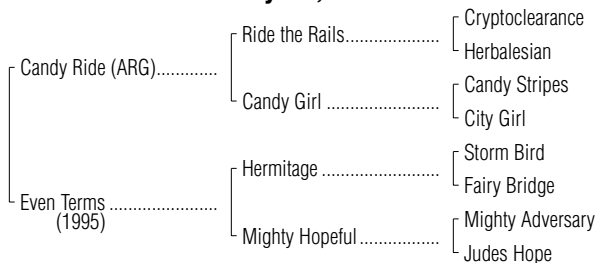 Cryptoclearance
Ride the Rails
Herbalesian
Candy Ride (ARG)
Candy Stripes
Candy Girl
City Girl
Storm Bird
Hermitage
Fairy Bridge
Even Terms
(1995)
Mighty Adversary
Mighty Hopeful
Judes Hope